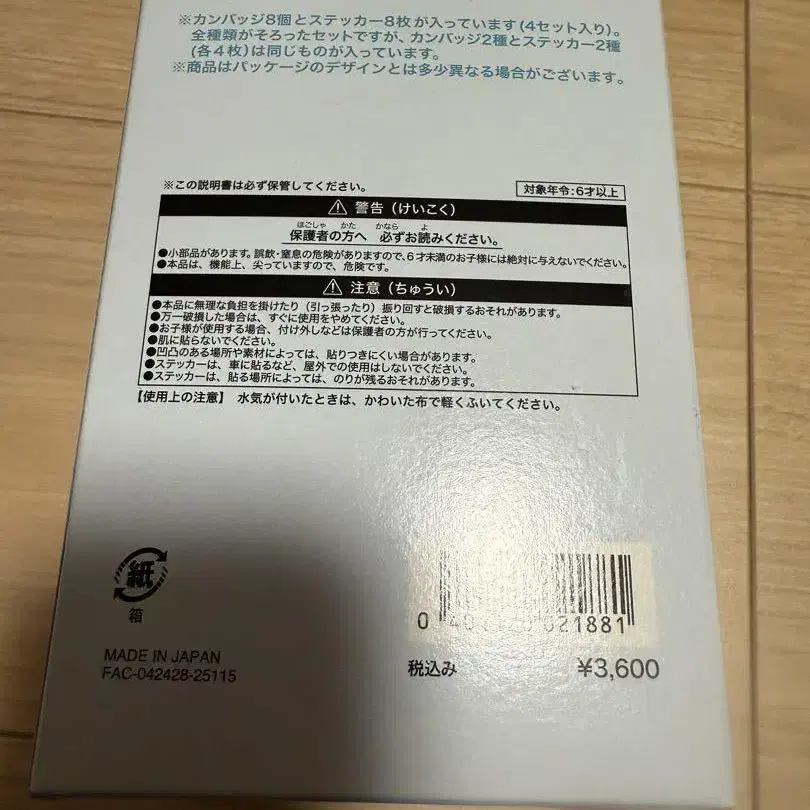 ※カンバッジ8個とステッカー8枚が入っています(4セット入り)。
全種類がそろったセットですが、カンバッジ2種とステッカー2種
(各4枚)は同じものが入っています。
※商品はパッケージのデザインとは多少異なる場合がございます。
※この説明書は必ず保管してください。
対象年令:6才以上
警告(けいこく)
ほごしゃ かた かなら よ
保護者の方へ 必ずお読みください。
●小部品があります。誤飲・窒息の危険がありますので、6才未満のお子様には絶対に与えないでください。
●本品は、機能上、尖っていますので、危険です。
注意(ちゅうい)
●本品に無理な負担を掛けたり(引っ張ったり)振り回すと破損するおそれがあります。
●万一破損した場合は、すぐに使用をやめてください。
●お子様が使用する場合、付け外しなどは保護者の方が行ってください。
●肌に貼らないでください。
●凹凸のある場所や素材によっては、貼りつきにくい場合があります。
●ステッカーは、車に貼るなど、屋外での使用はしないでください。
●ステッカーは、貼る場所によっては、のりが残るおそれがあります。
【使用上の注意】 水気が付いたときは、かわいた布で軽くふいてください。
紙
箱
MADE IN JAPAN
FAC-042428-25115
021881
税込み ¥3,600